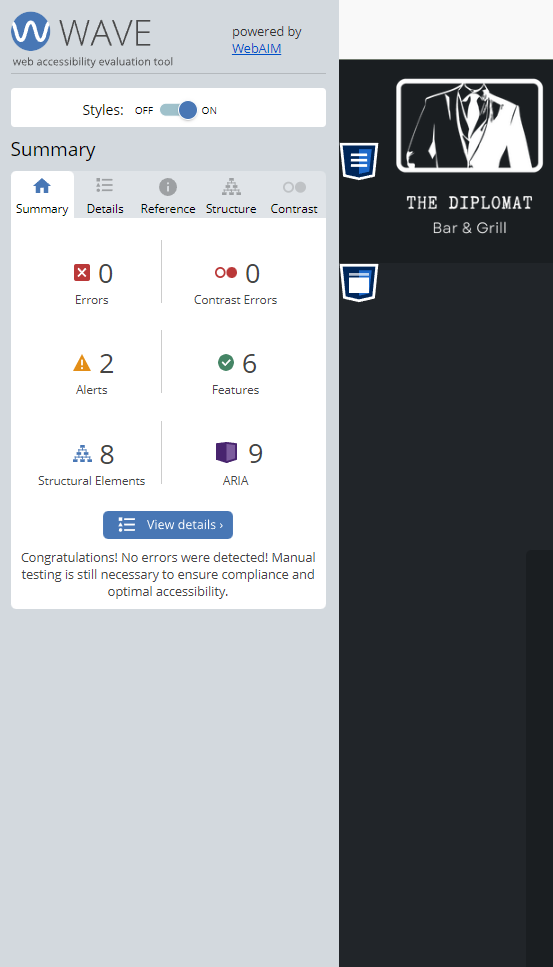 WAVE
web accessibility evaluation tool
powered by
WebAIM
Styles: OFF ON
Summary
Summary Details Reference Structure Contrast
0
Errors
0
Contrast Errors
2
Alerts
6
Features
8
Structural Elements
9
ARIA
View details ›
Congratulations! No errors were detected! Manual
testing is still necessary to ensure compliance and
optimal accessibility.
THE DIPLOMAT
Bar & Grill